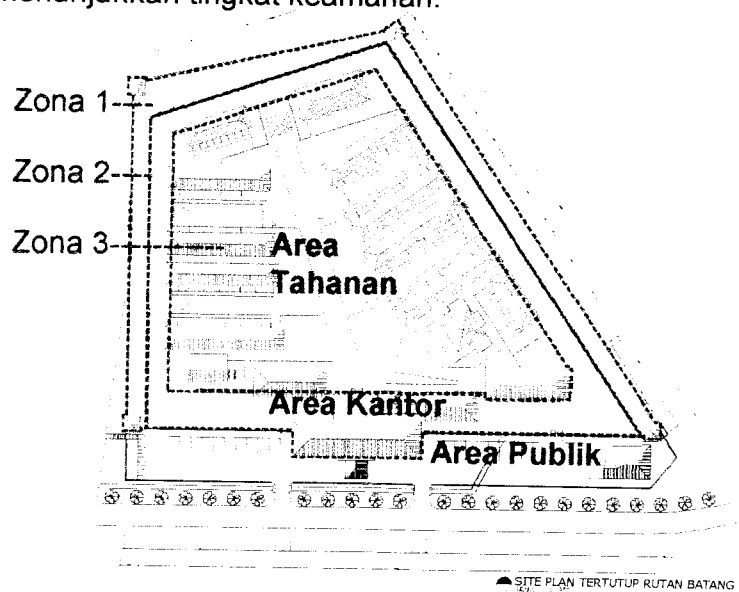 menunjukkan tingkat keamanan.
Zona 1
Zona 2
Zona 3
Area
Tahanan
Area Kantor
Area Publik
SITE PLAN TERTUTUP RUTAN BATANG